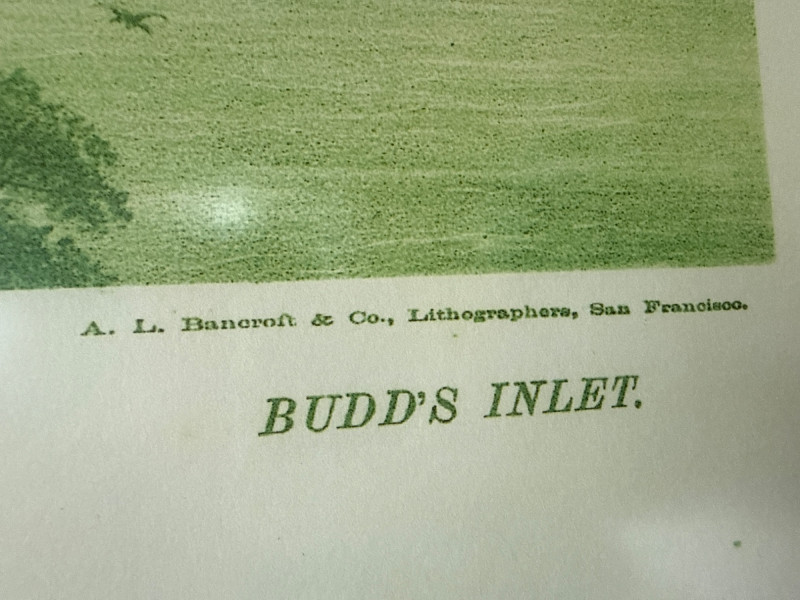 A. L. Bancroft & Co., Lithographers, San Francisco.
BUDD'S INLET.